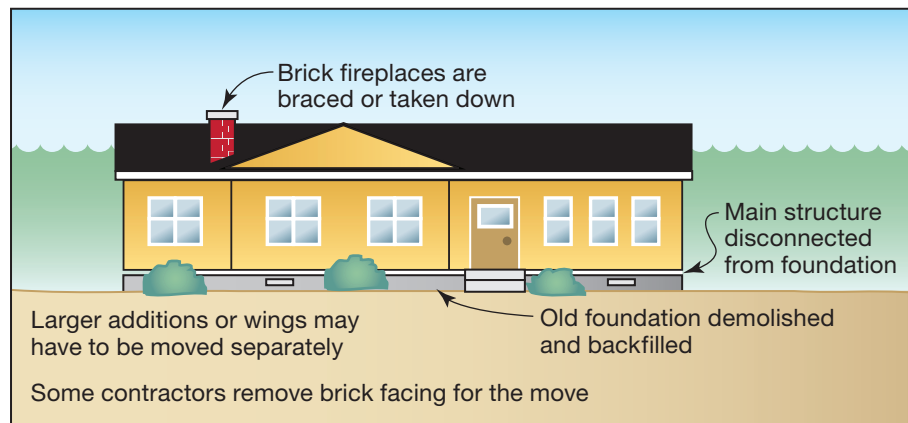 Brick fireplaces are
braced or taken down
Main structure
disconnected
from foundation
Larger additions or wings may
have to be moved separately
Old foundation demolished
and backfilled
Some contractors remove brick facing for the move